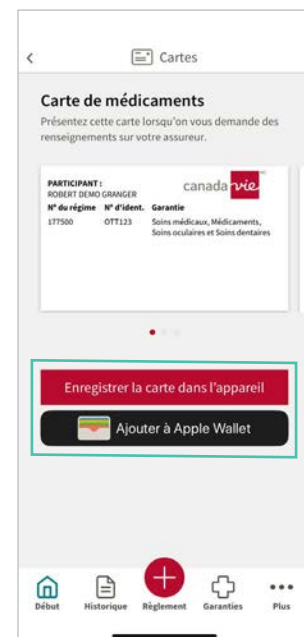 Cartes
Carte de médicaments
Présentez cette carte lorsqu'on vous demande des
renseignements sur votre assureur.
canada vie
PARTICIPANT :
ROBERT DEMO GRANGER
Nº du régime Nº d'ident. Garantie
177500 OTT123 Soins médicaux, Médicaments,
Soins oculaires et Soins dentaires
Enregistrer la carte dans l'appareil
Ajouter à Apple Wallet
Début Historique Règlement Garanties Plus